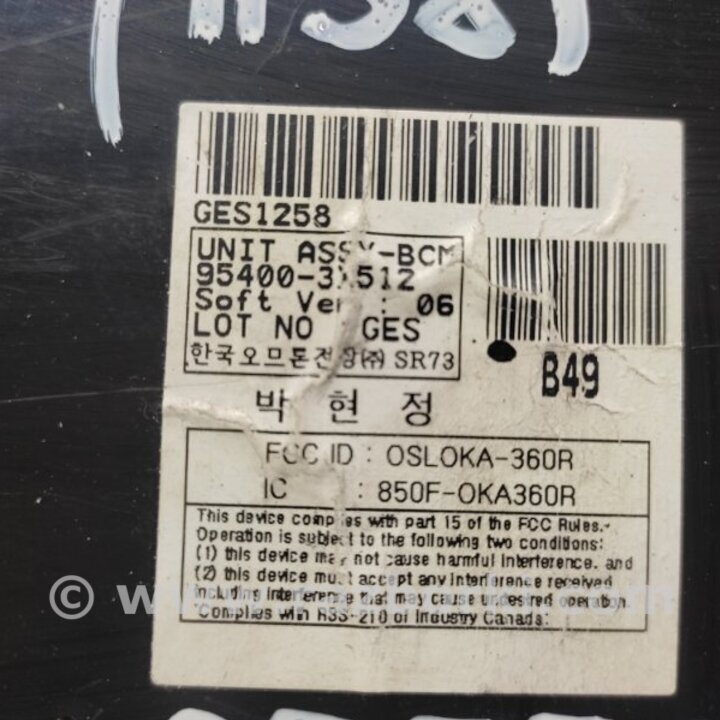 GES1258
UNIT ASSY-BCM
95400-3X512
Soft Ver : 06
LOT NO GES
한국오므론전장㈜ SR73
B49
박 현 정
FCC ID : OSLOKA-360R
IC : 850F-OKA360R
This device complies with part 15 of the FCC Rules.
Operation is subject to the following two conditions:
(1) this device may not cause harmful interference, and
(2) this device must accept any interference received,
including interference that may cause undesired operation.
Complies with RSS-210 of Industry Canada.
©